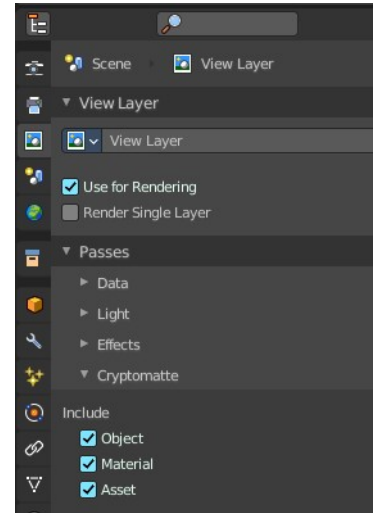 Scene View Layer
View Layer
View Layer
Use for Rendering
Render Single Layer
Passes
Data
Light
Effects
Cryptomatte
Include
Object
Material
Asset